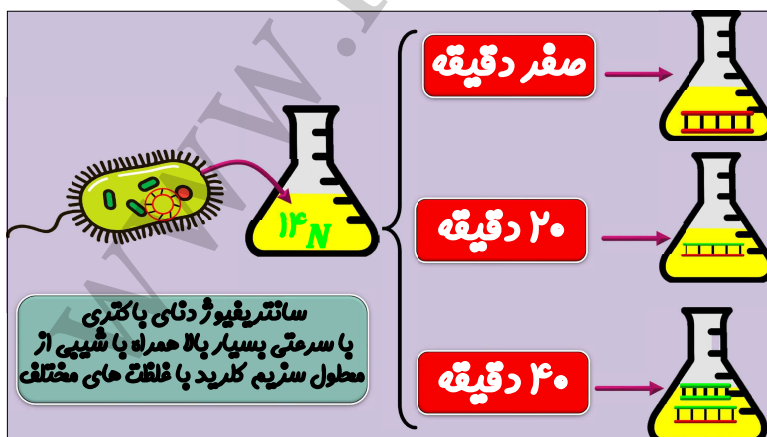 صفر دقیقه
۱۴N
۲۰ دقیقه
سانتریفیوژ دنای باکتری
با سرعتی بسیار بالا همراه با شیبی از
محلول سزیم کلرید با غلظت های مختلف
۴۰ دقیقه
www.